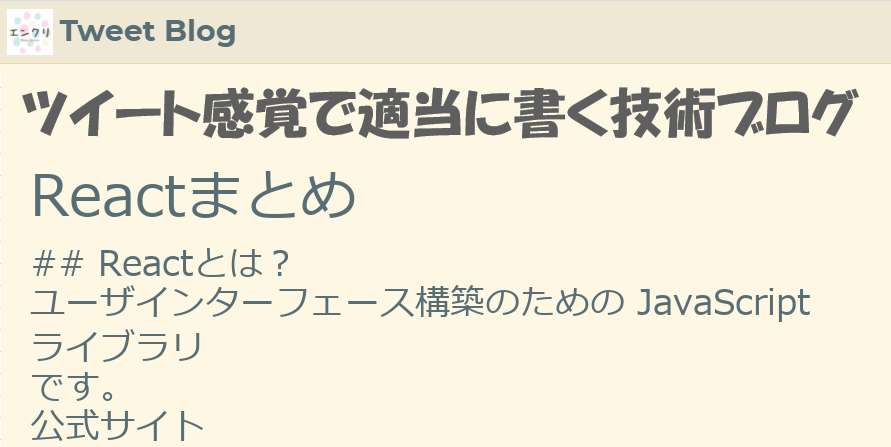 エンクリ
Tweet Blog
ツイート感覚で適当に書く技術ブログ
Reactまとめ
## Reactとは？
ユーザインターフェース構築のための JavaScript
ライブラリ
です。
公式サイト